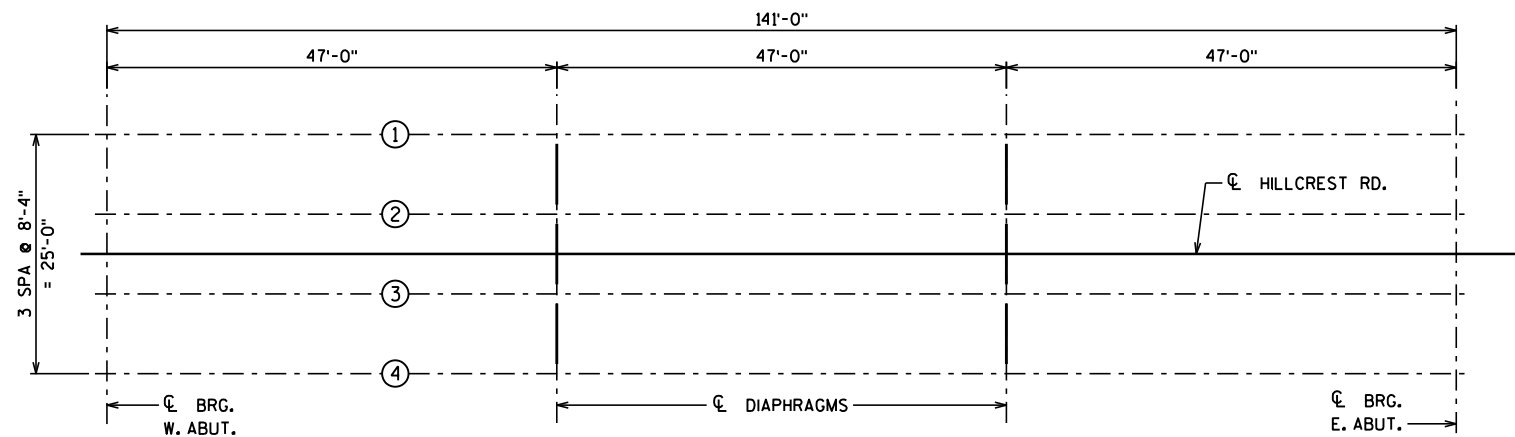 141'-0"
47'-0" 47'-0" 47'-0"
1
℄ HILLCREST RD.
2
3 SPA @ 8'-4"
= 25'-0"
3
4
℄ BRG.
W. ABUT.
℄ DIAPHRAGMS
℄ BRG.
E. ABUT.